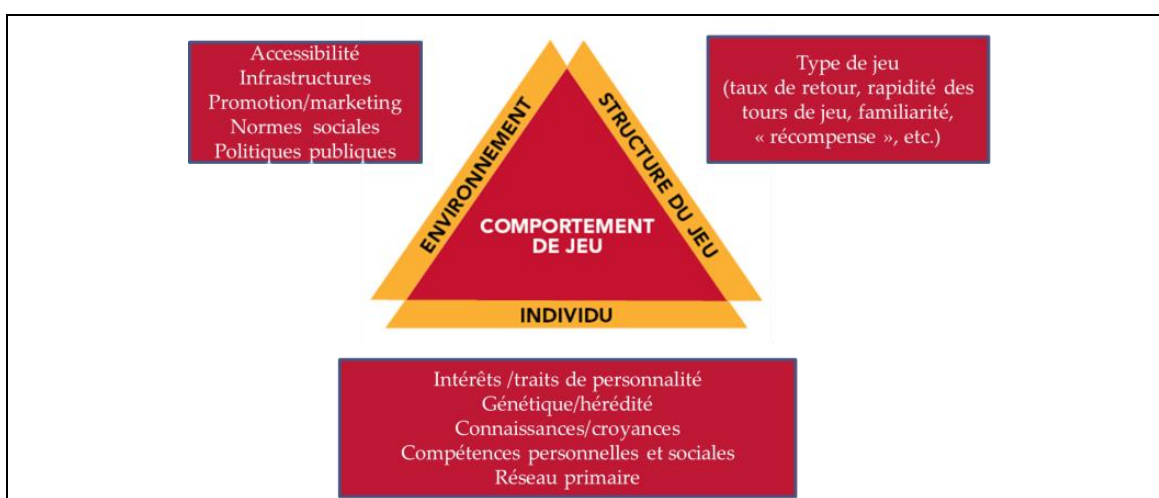 Accessibilité
Infrastructures
Promotion/marketing
Normes sociales
Politiques publiques
Type de jeu
(taux de retour, rapidité des
tours de jeu, familiarité,
« récompense », etc.)
ENVIRONNEMENT
STRUCTURE DU JEU
COMPORTEMENT
DE JEU
INDIVIDU
Intérêts /traits de personnalité
Génétique/hérédité
Connaissances/croyances
Compétences personnelles et sociales
Réseau primaire